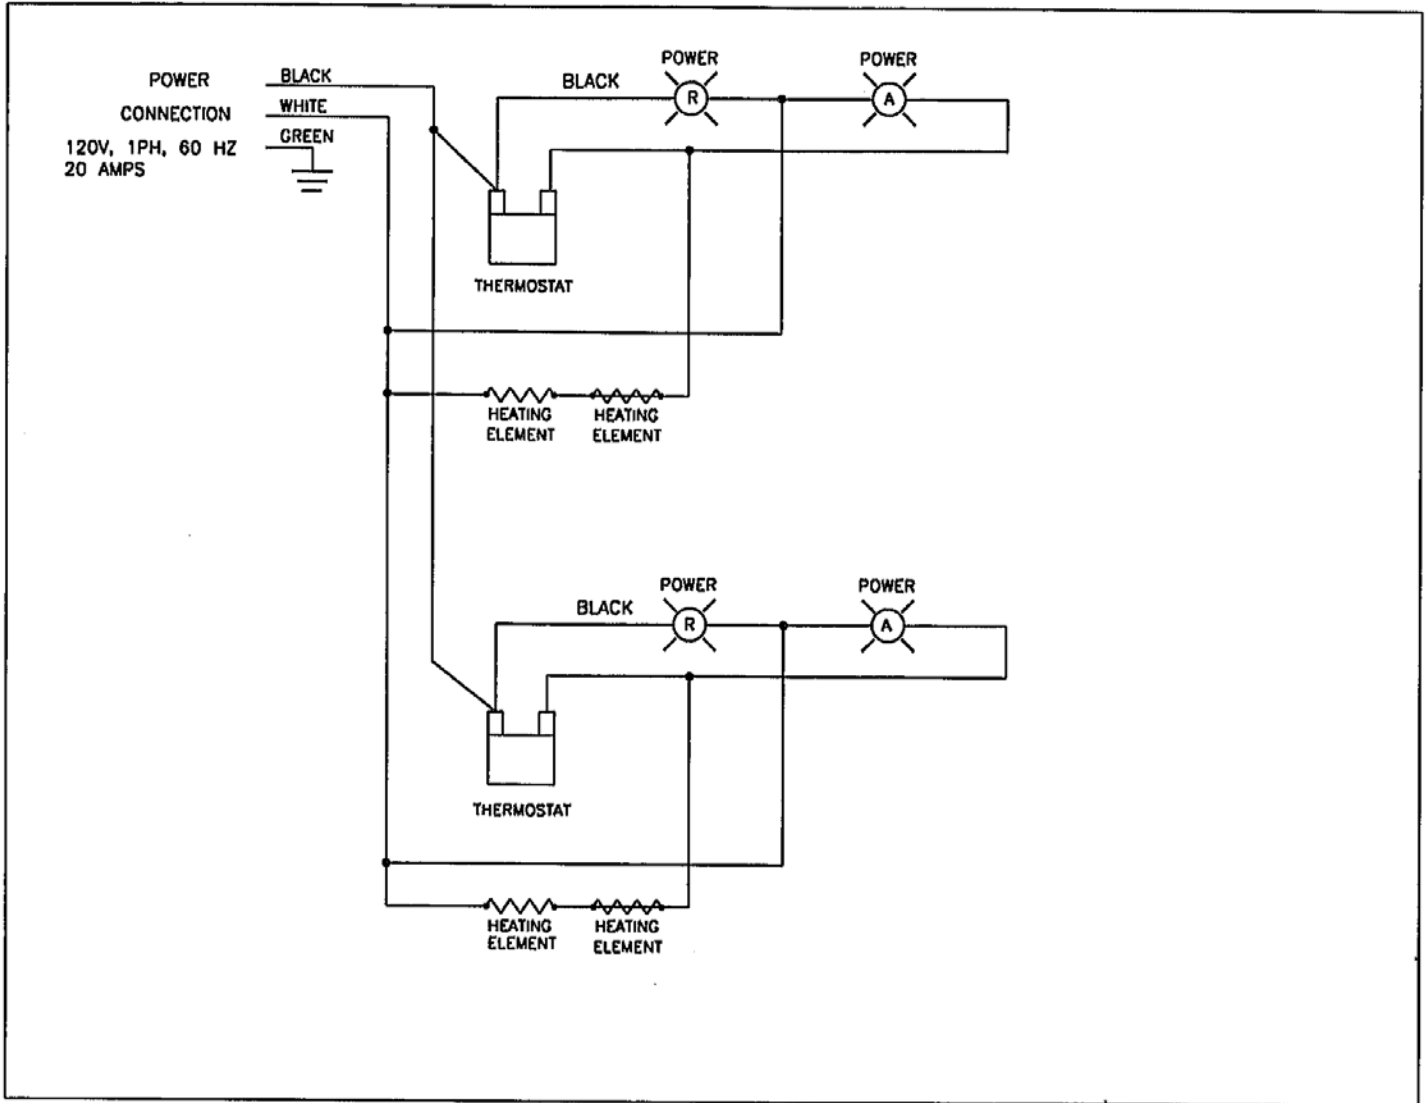 POWER
CONNECTION
120V, 1PH, 60 HZ
20 AMPS
BLACK
WHITE
GREEN
BLACK
POWER
R
POWER
A
THERMOSTAT
HEATING
ELEMENT
HEATING
ELEMENT
BLACK
POWER
R
POWER
A
THERMOSTAT
HEATING
ELEMENT
HEATING
ELEMENT